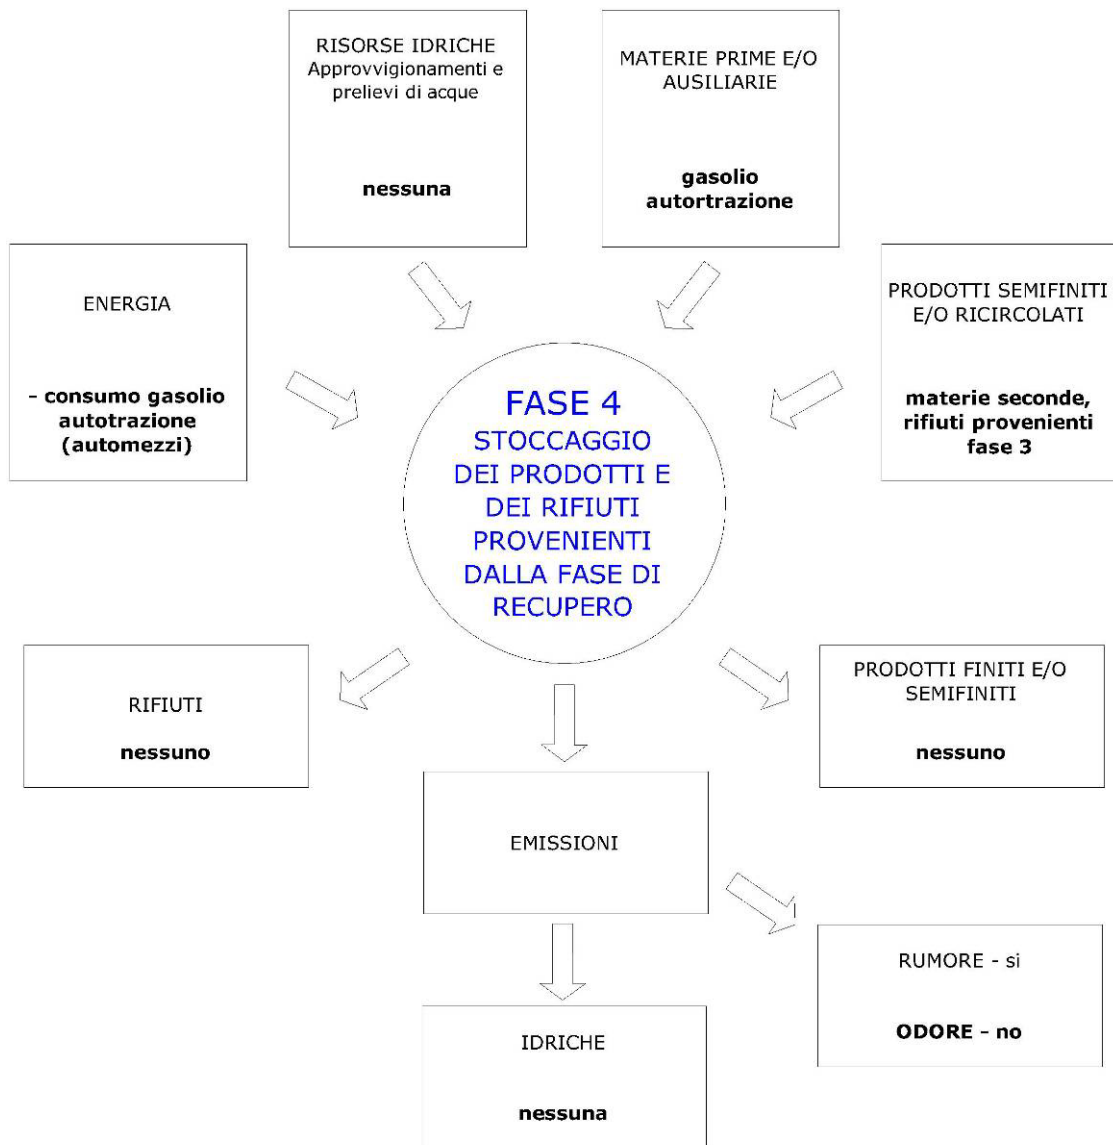 RISORSE IDRICHE
Approvvigionamenti e
prelievi di acque
nessuna
MATERIE PRIME E/O
AUSILIARIE
gasolio
autortrazione
ENERGIA
- consumo gasolio
autotrazione
(automezzi)
PRODOTTI SEMIFINITI
E/O RICIRCOLATI
materie seconde,
rifiuti provenienti
fase 3
FASE 4
STOCCAGGIO
DEI PRODOTTI E
DEI RIFIUTI
PROVENIENTI
DALLA FASE DI
RECUPERO
RIFIUTI
nessuno
PRODOTTI FINITI E/O
SEMIFINITI
nessuno
EMISSIONI
RUMORE - si
ODORE - no
IDRICHE
nessuna